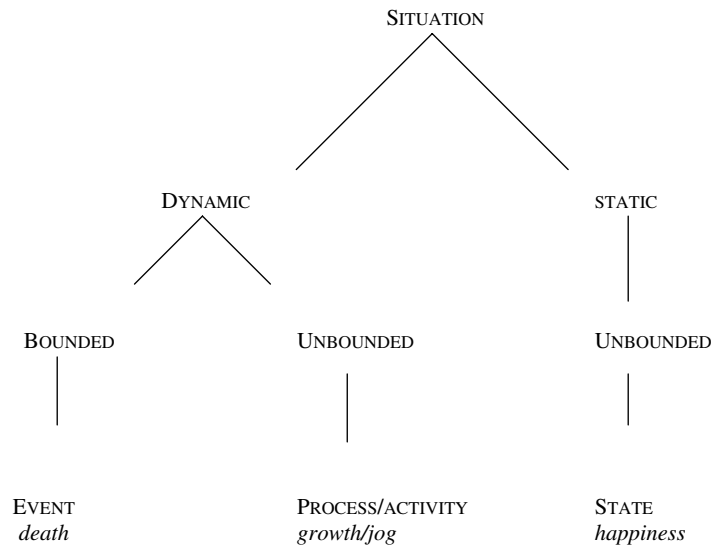 SITUATION
DYNAMIC STATIC
BOUNDED UNBOUNDED UNBOUNDED
EVENT PROCESS/ACTIVITY STATE
death growth/jog happiness